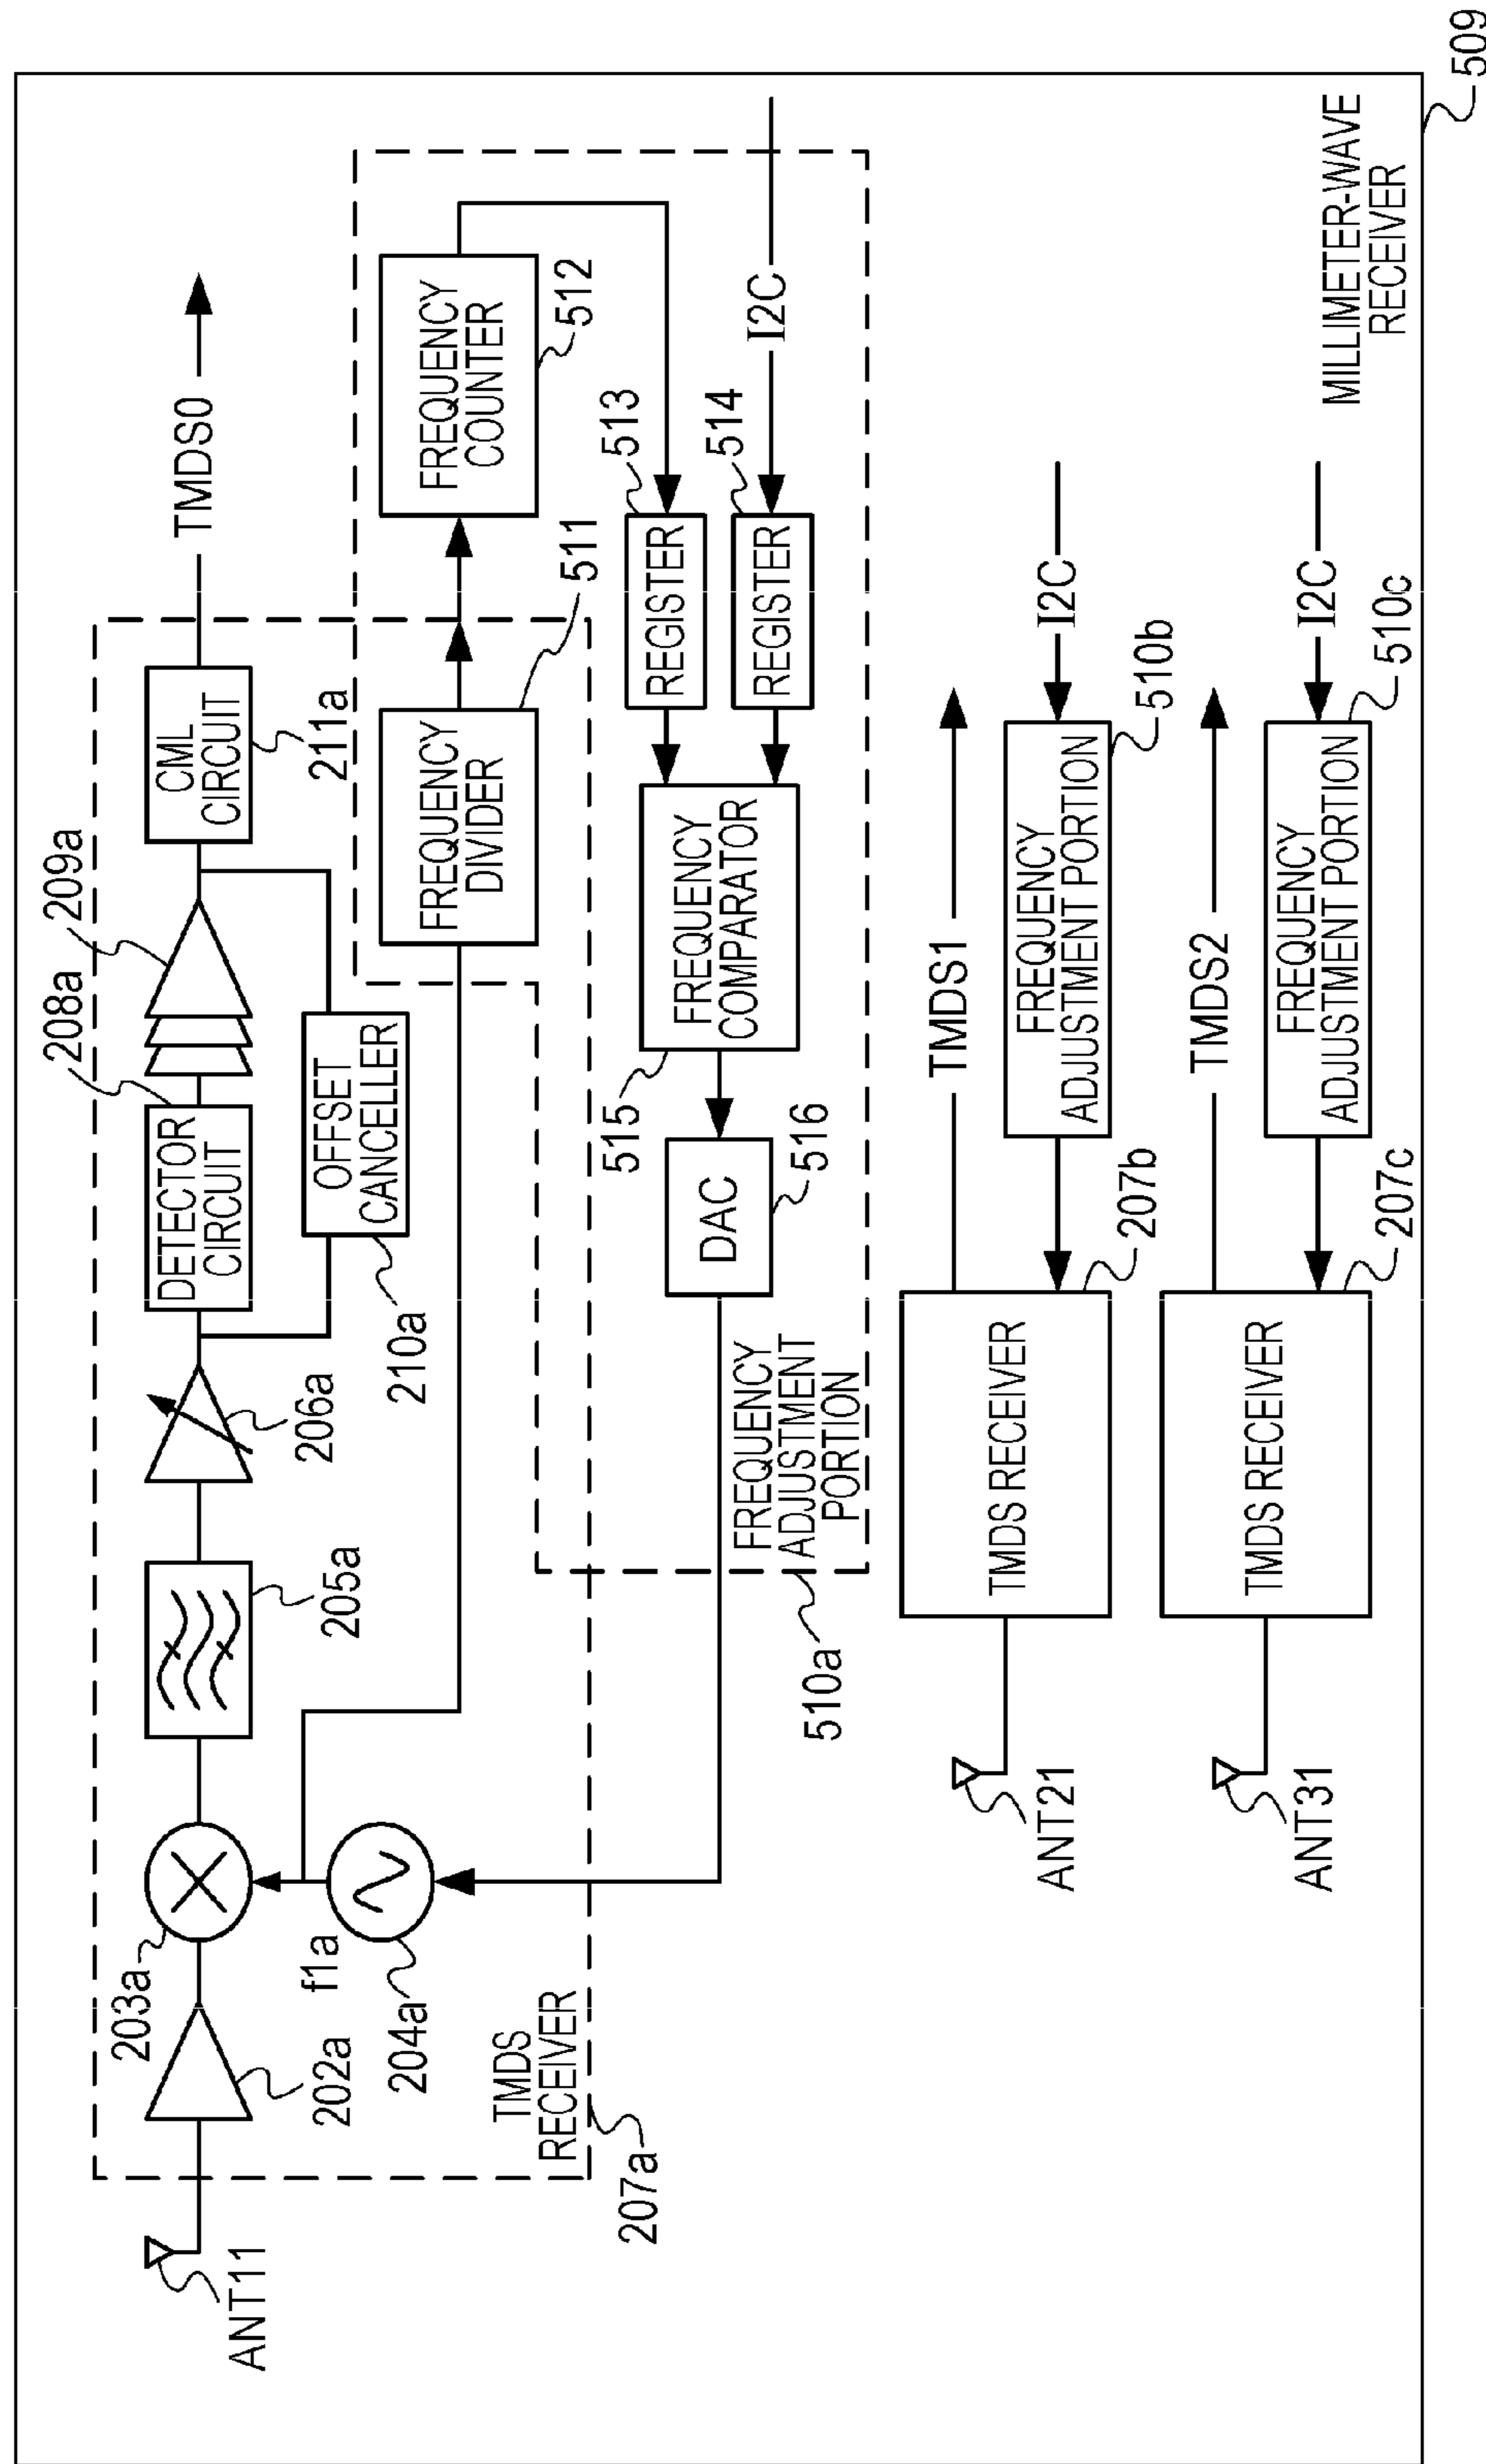 208a
209a
TMDS0
DETECTOR
CIRCUIT
CML
CIRCUIT
203a
202a
f1a
204a
205a
206a
210a
OFFSET
CANCELLER
211a
ANT11
TMDS
RECEIVER
207a
FREQUENCY
DIVIDER
511
FREQUENCY
COUNTER
512
513
REGISTER
514
REGISTER
I2C
515
FREQUENCY
COMPARATOR
DAC
516
FREQUENCY
ADJUSTMENT
PORTION
510a
TMDS1
TMDS RECEIVER
FREQUENCY
ADJUSTMENT PORTION
I2C
ANT21
207b
510b
TMDS2
TMDS RECEIVER
FREQUENCY
ADJUSTMENT PORTION
I2C
ANT31
207c
510c
MILLIMETER-WAVE
RECEIVER
509